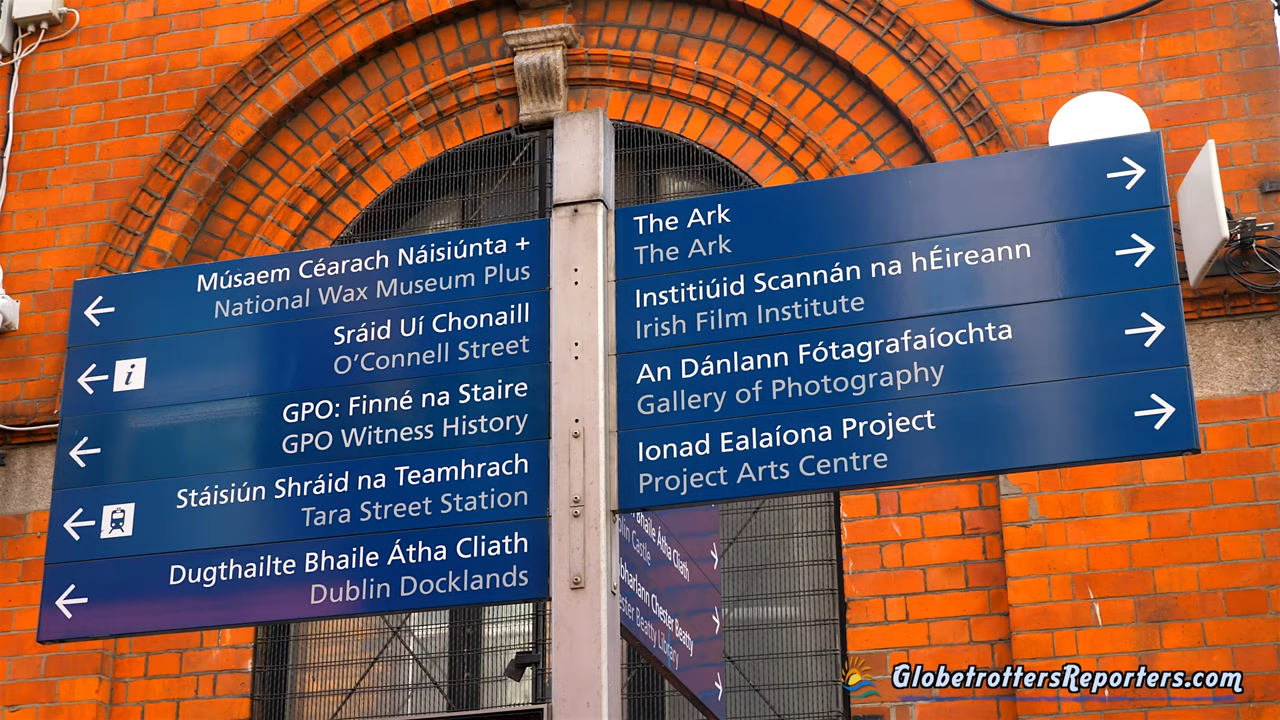 Músaem Céarach Náisiúnta +
National Wax Museum Plus
Sráid Uí Chonaill
O'Connell Street
i
GPO: Finné na Staire
GPO Witness History
Stáisiún Shráid na Teamhrach
Tara Street Station
Dugthailte Bhaile Átha Cliath
Dublin Docklands
The Ark
The Ark
Institiúid Scannán na hÉireann
Irish Film Institute
An Dánlann Fótagrafaíochta
Gallery of Photography
Ionad Ealaíona Project
Project Arts Centre
Bhaile Átha Cliath
Castle
Chester Beatty
Beatty Library
GlobetrottersReporters.com